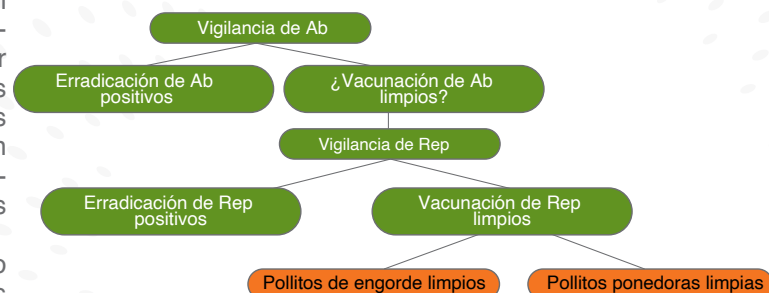 Vigilancia de Ab
Erradicación de Ab
positivos
¿Vacunación de Ab
limpios?
Vigilancia de Rep
Erradicación de Rep
positivos
Vacunación de Rep
limpios
Pollitos de engorde limpios
Pollitos ponedoras limpias